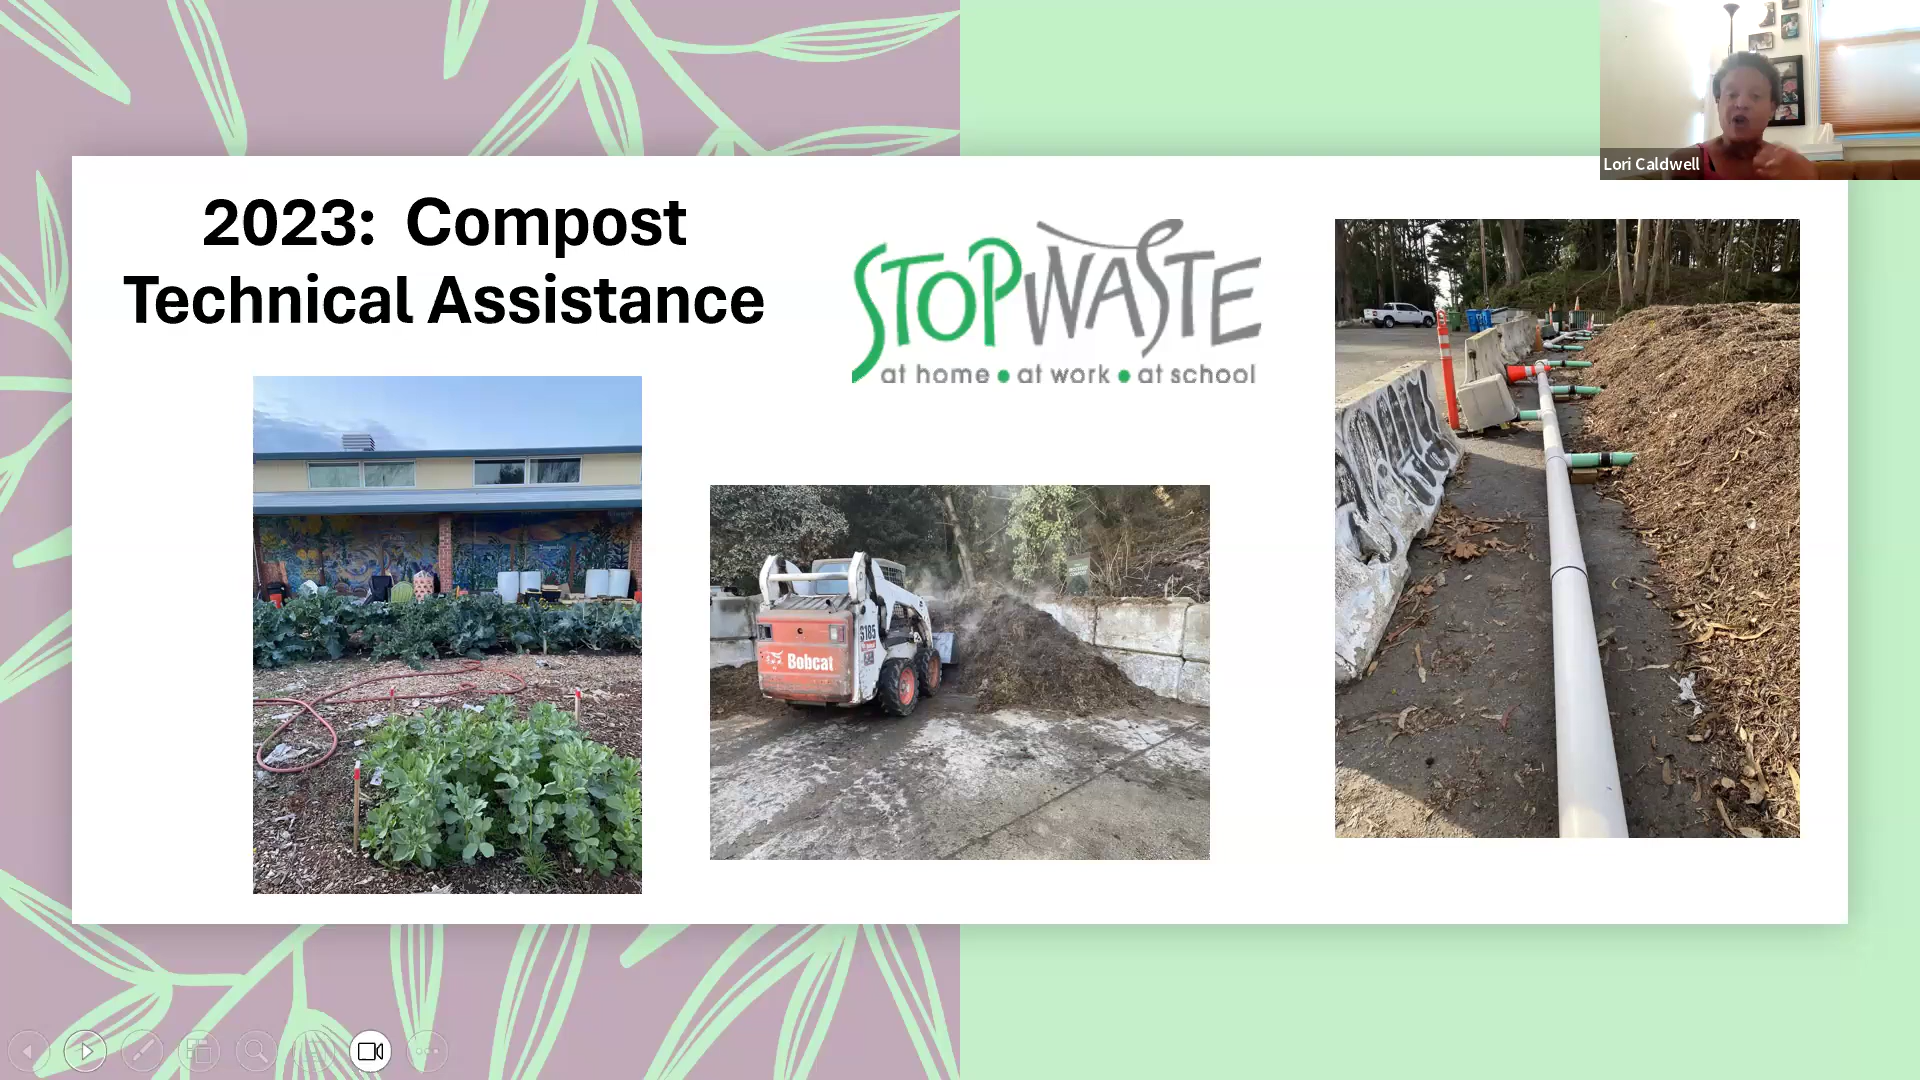 Lori Caldwell
2023: Compost
Technical Assistance
STOPWASTE
at home • at work • at school
S185
Bobcat